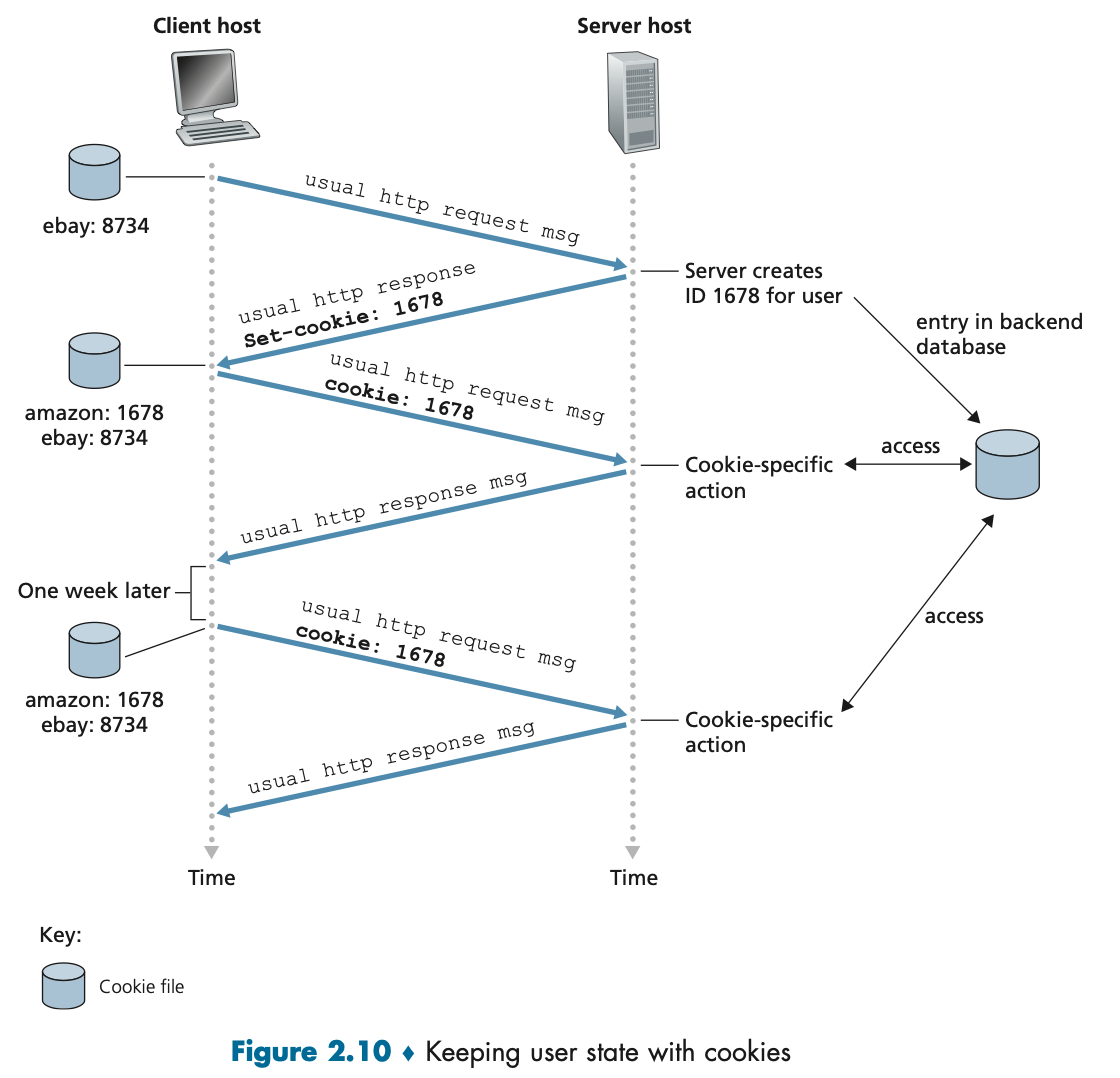 Client host
Server host
ebay: 8734
usual http request msg
Server creates
ID 1678 for user
entry in backend
database
usual http response
Set-cookie: 1678
amazon: 1678
ebay: 8734
usual http request msg
cookie: 1678
Cookie-specific
action
access
usual http response msg
One week later
amazon: 1678
ebay: 8734
usual http request msg
cookie: 1678
access
Cookie-specific
action
usual http response msg
Time
Time
Key:
Cookie file
Figure 2.10 ♦ Keeping user state with cookies